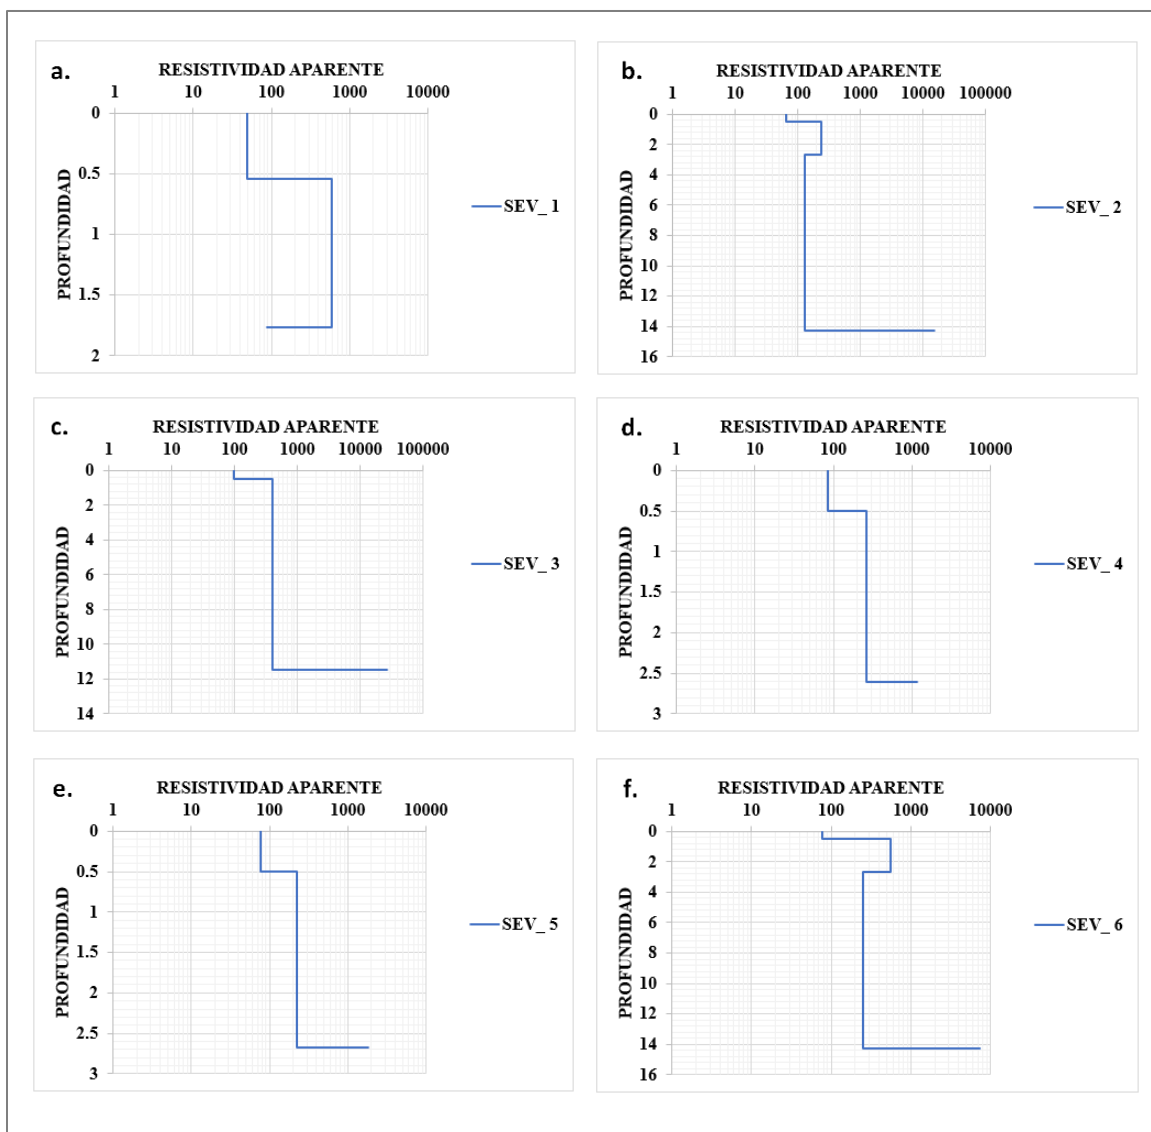 a.
RESISTIVIDAD APARENTE
1 10 100 1000 10000
PROFUNDIDAD
0
0.5
1
1.5
2
SEV_ 1
b.
RESISTIVIDAD APARENTE
1 10 100 1000 10000 100000
PROFUNDIDAD
0
2
4
6
8
10
12
14
16
SEV_ 2
c.
RESISTIVIDAD APARENTE
1 10 100 1000 10000 100000
PROFUNDIDAD
0
2
4
6
8
10
12
14
SEV_ 3
d.
RESISTIVIDAD APARENTE
1 10 100 1000 10000
PROFUNDIDAD
0
0.5
1
1.5
2
2.5
3
SEV_ 4
e.
RESISTIVIDAD APARENTE
1 10 100 1000 10000
PROFUNDIDAD
0
0.5
1
1.5
2
2.5
3
SEV_ 5
f.
RESISTIVIDAD APARENTE
1 10 100 1000 10000
PROFUNDIDAD
0
2
4
6
8
10
12
14
16
SEV_ 6